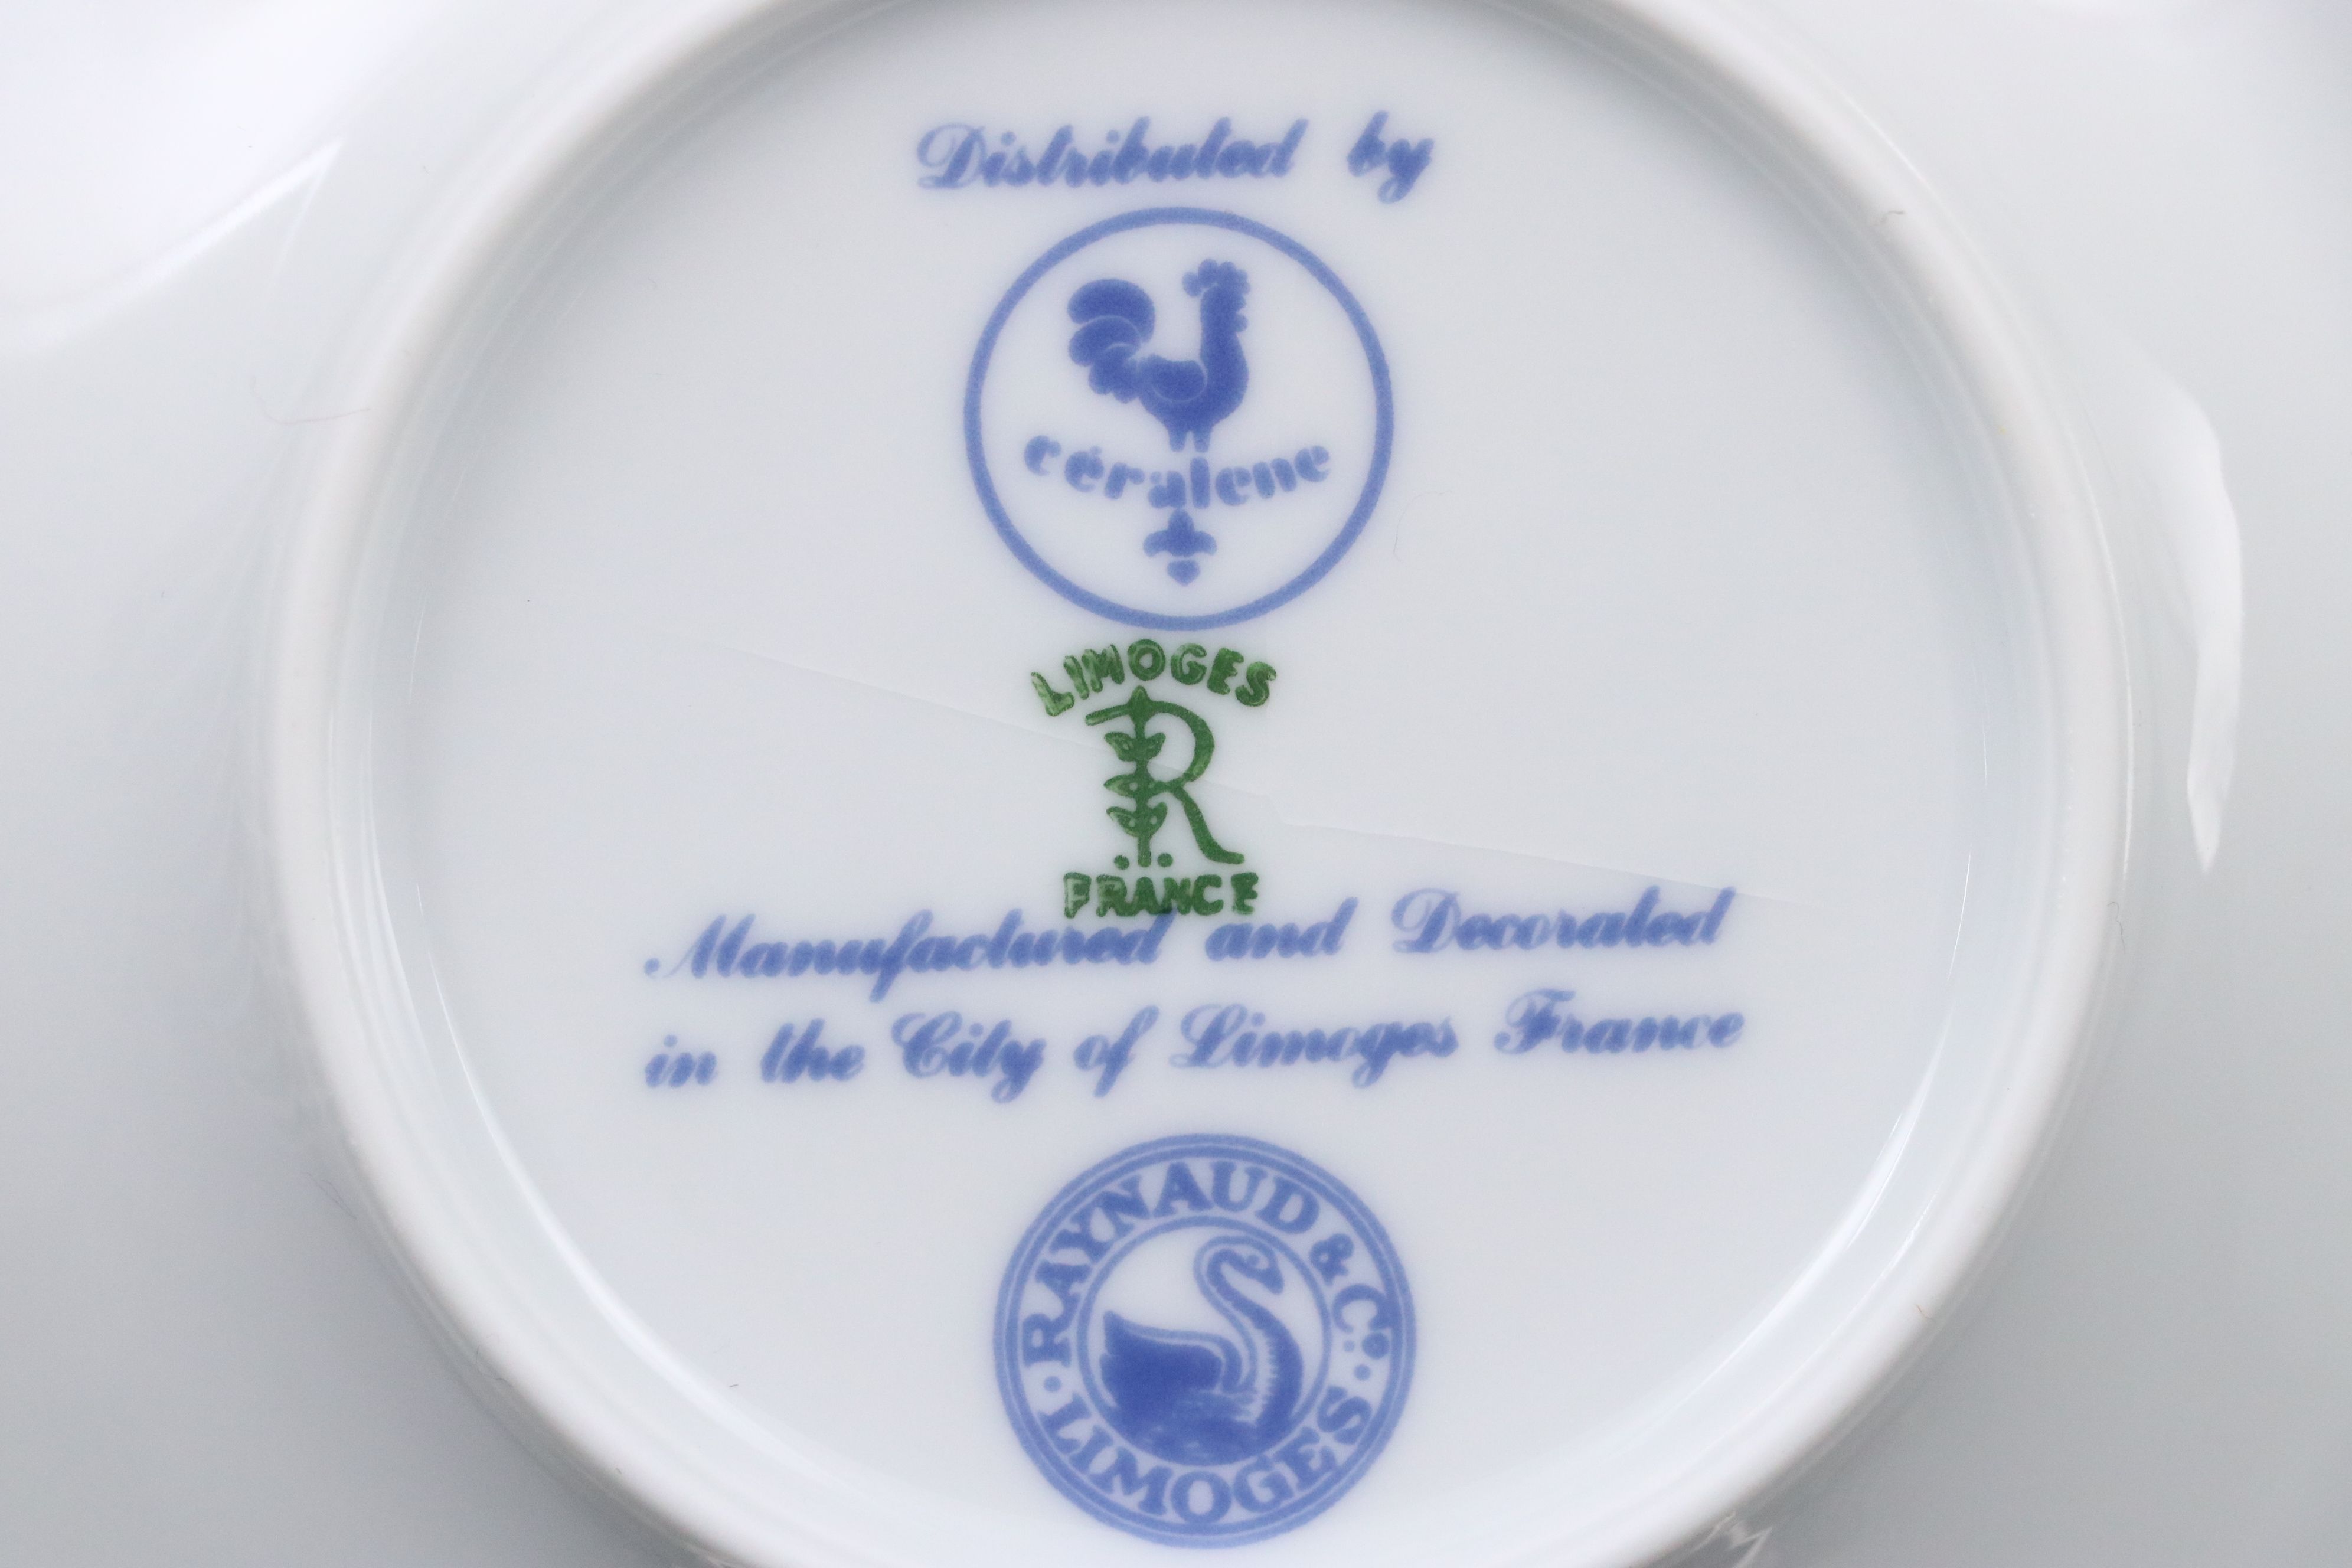 Distributed by
céralene
LIMOGES
R
FRANCE
Manufactured and Decorated
in the City of Limoges France
RAYNAUD & Co.
LIMOGES